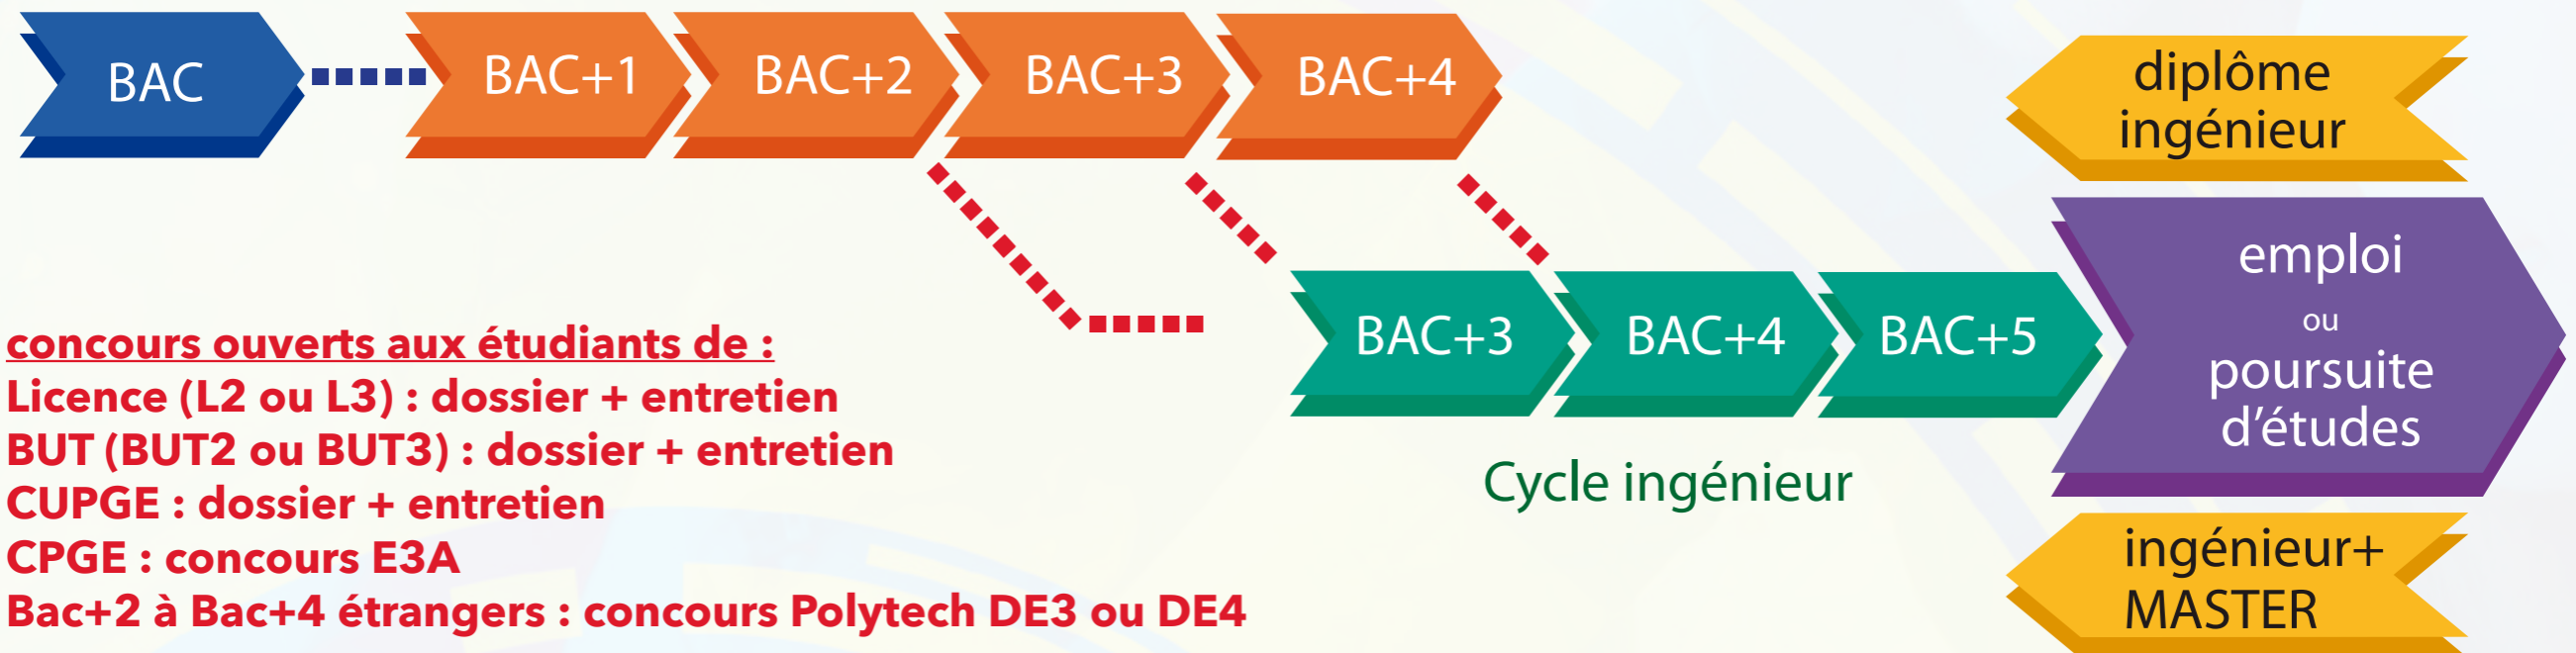 BAC
BAC+1
BAC+2
BAC+3
BAC+4
diplôme
ingénieur
BAC+3
BAC+4
BAC+5
emploi
ou
poursuite
d’études
Cycle ingénieur
ingénieur+
MASTER
concours ouverts aux étudiants de :
Licence (L2 ou L3) : dossier + entretien
BUT (BUT2 ou BUT3) : dossier + entretien
CUPGE : dossier + entretien
CPGE : concours E3A
Bac+2 à Bac+4 étrangers : concours Polytech DE3 ou DE4